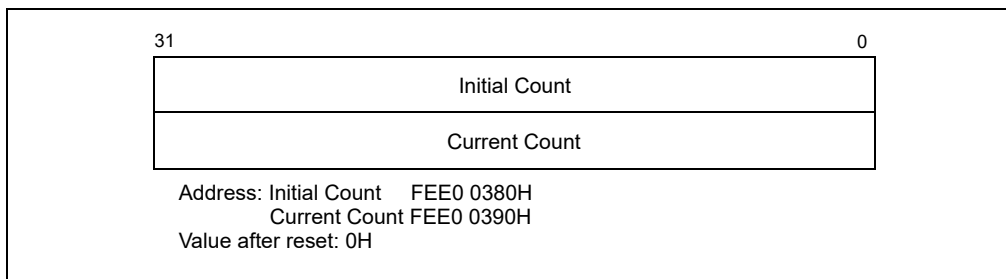 31 0
Initial Count
Current Count
Address: Initial Count FEE0 0380H
Current Count FEE0 0390H
Value after reset: 0H